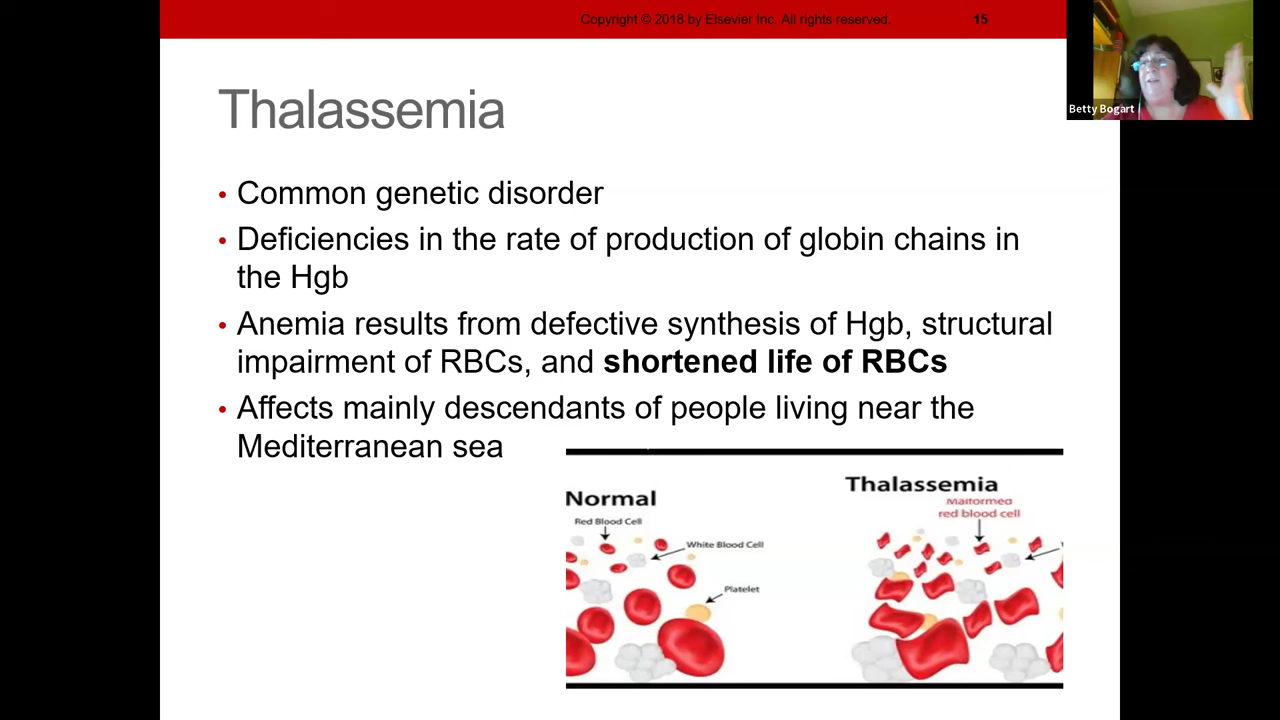 Copyright © 2018 by Elsevier Inc. All rights reserved. 15
Betty Bogart
Thalassemia
• Common genetic disorder
• Deficiencies in the rate of production of globin chains in
the Hgb
• Anemia results from defective synthesis of Hgb, structural
impairment of RBCs, and shortened life of RBCs
• Affects mainly descendants of people living near the
Mediterranean sea
Normal
Red Blood Cell
White Blood Cell
Platelet
Thalassemia
Malformed
red blood cell